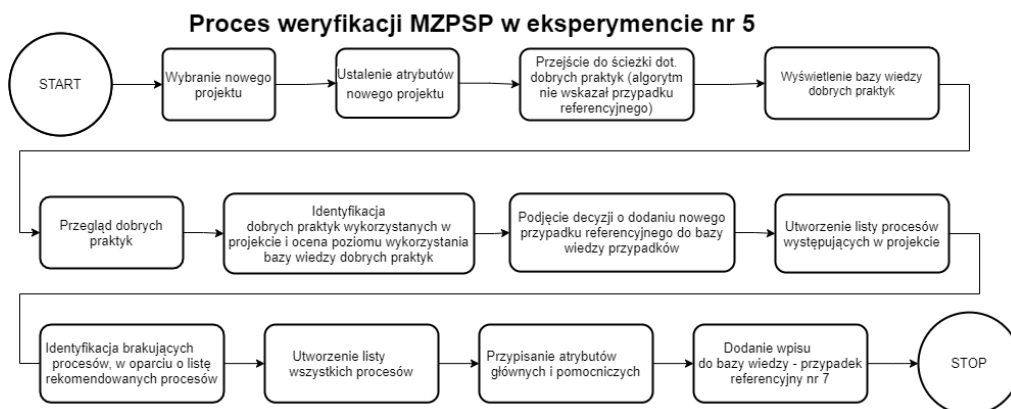 Proces weryfikacji MZPSP w eksperymencie nr 5
START
Wybranie nowego
projektu
Ustalenie atrybutów
nowego projektu
Przejście do ścieżki dot.
dobrych praktyk (algorytm
nie wskazał przypadku
referencyjnego)
Wyświetlenie bazy wiedzy
dobrych praktyk
Przegląd dobrych
praktyk
Identyfikacja
dobrych praktyk wykorzystanych w
projekcie i ocena poziomu wykorzystania
bazy wiedzy dobrych praktyk
Podjęcie decyzji o dodaniu nowego
przypadku referencyjnego do bazy
wiedzy przypadków
Utworzenie listy procesów
występujących w projekcie
Identyfikacja brakujących
procesów, w oparciu o listę
rekomendowanych procesów
Utworzenie listy
wszystkich procesów
Przypisanie atrybutów
głównych i pomocniczych
Dodanie wpisu
do bazy wiedzy - przypadek
referencyjny nr 7
STOP